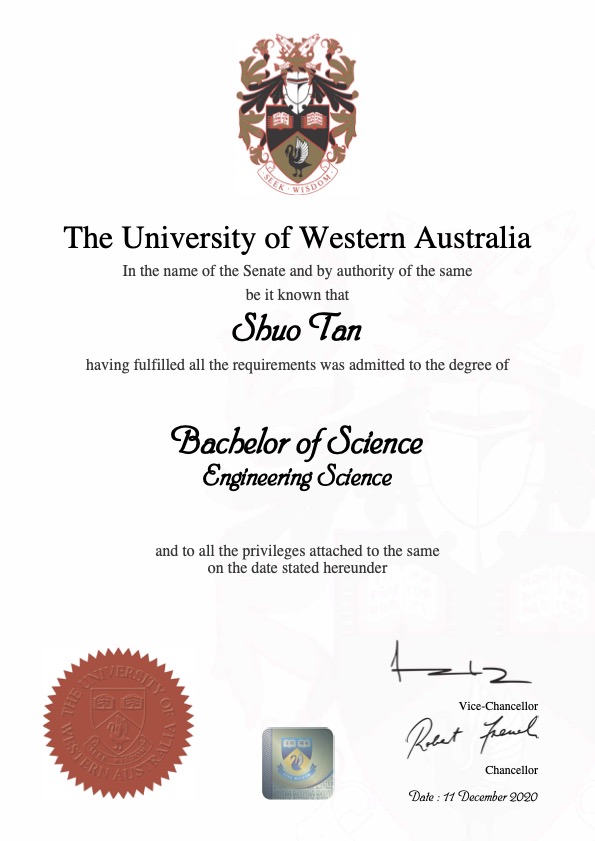 SEEK · WISDOM
The University of Western Australia
In the name of the Senate and by authority of the same
be it known that
Shuo Tan
having fulfilled all the requirements was admitted to the degree of
Bachelor of Science
Engineering Science
and to all the privileges attached to the same
on the date stated hereunder
THE UNIVERSITY OF
WESTERN AUSTRALIA
Vice-Chancellor
Robert French
Chancellor
Date : 11 December 2020